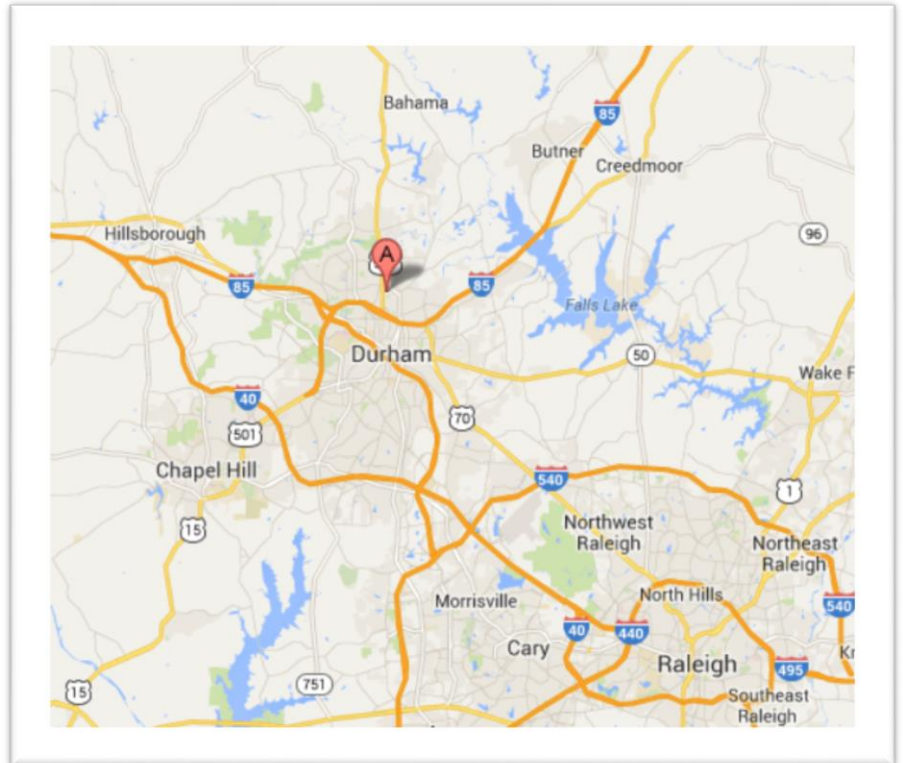 Bahama
85
Butner
Creedmoor
Hillsborough
96
A
85
85
Falls Lake
Durham
50
Wake F
40
70
501
Chapel Hill
540
1
15
Northwest
Raleigh
Northeast
Raleigh
Morrisville
North Hills
540
40
440
Cary
Kr
Raleigh
495
751
15
Southeast
Raleigh